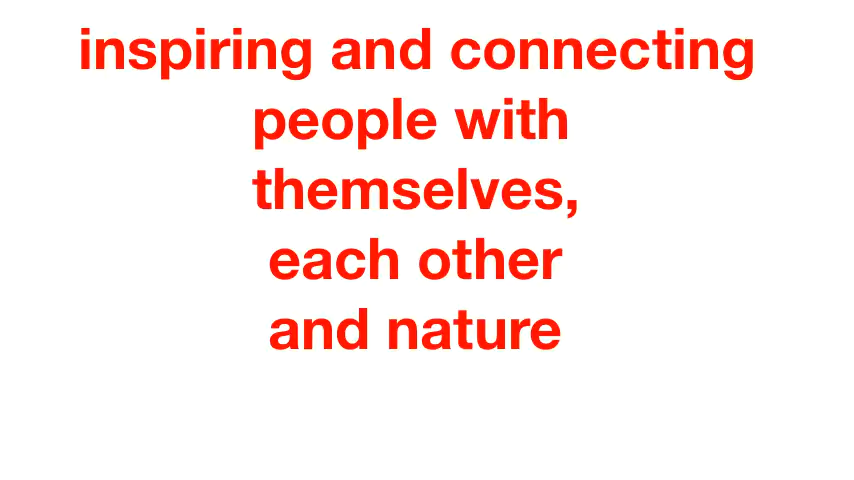 inspiring and connecting
people with
themselves,
each other
and nature